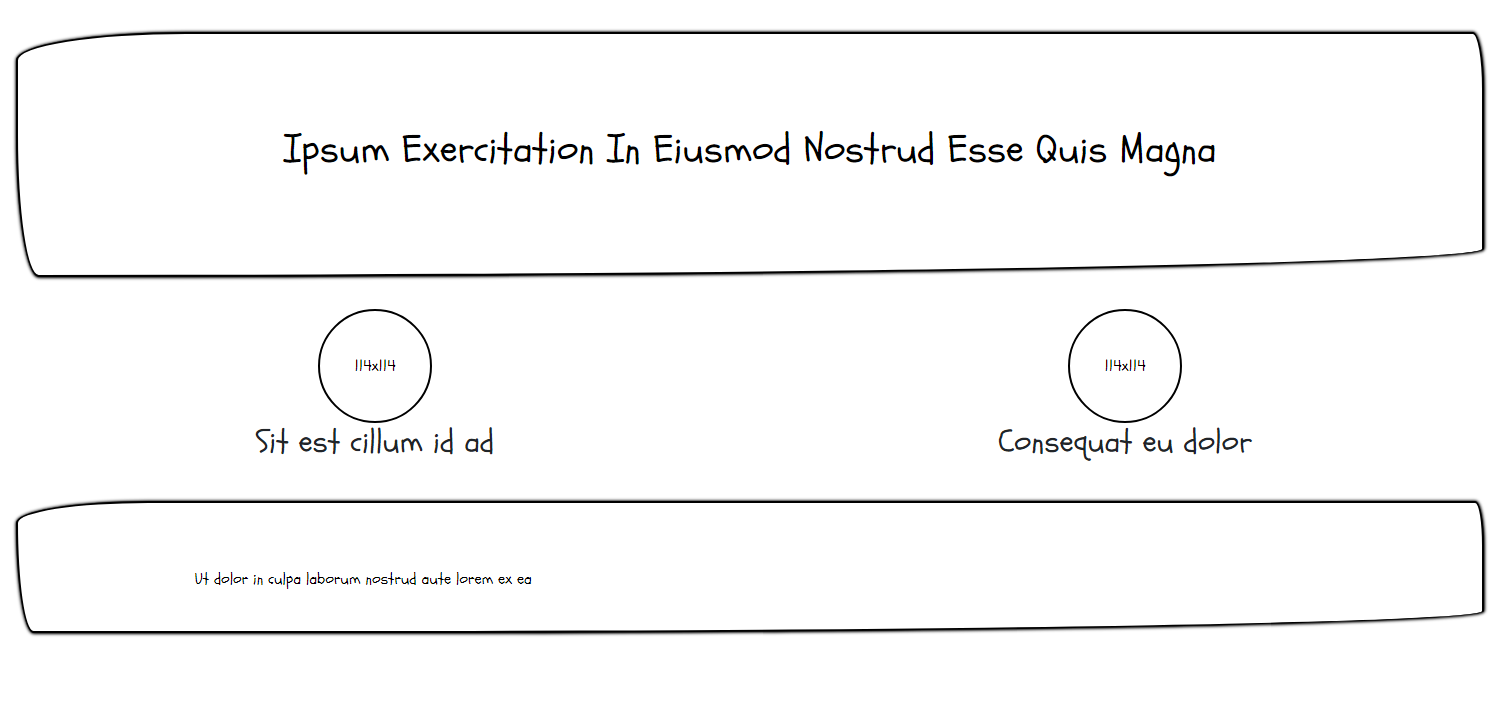 Ipsum Exercitation In Eiusmod Nostrud Esse Quis Magna
114x114
114x114
Sit est cillum id ad
Consequat eu dolor
Ut dolor in culpa laborum nostrud aute lorem ex ea